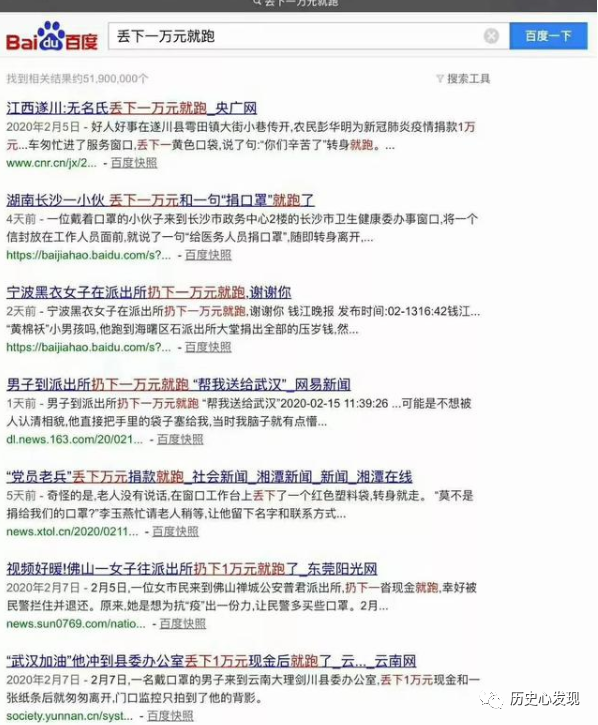 丢下一万元就跑
Bai du 百度
丢下一万元就跑
百度一下
找到相关结果约51,900,000个
搜索工具
江西遂川:无名氏丢下一万元就跑_央广网
2020年2月5日 - 好人好事在遂川县雩田镇大街小巷传开,农民彭华明为新冠肺炎疫情捐款1万
元...车匆忙进了服务窗口,丢下一黄色口袋,说了句:“你们辛苦了”转身就跑。...
www.cnr.cn/jx/2... - 百度快照
湖南长沙一小伙 丢下一万元和一句“捐口罩”就跑了
4天前 - 一位戴着口罩的小伙子来到长沙市政务中心2楼的长沙市卫生健康委办事窗口,将一个
信封放在工作人员面前,就说了一句“给医务人员捐口罩”,随即转身离开,...
https://baijiahao.baidu.com/s?... - 百度快照
宁波黑衣女子在派出所扔下一万元就跑,谢谢你
2天前 - 宁波黑衣女子在派出所扔下一万元就跑,谢谢你 钱江晚报 发布时间:02-1316:42钱江...
“黄棉袄”小男孩吗,他跑到海曙区石派出所大堂捐出全部的压岁钱,然...
https://baijiahao.baidu.com/s?... - 百度快照
男子到派出所扔下一万元就跑 “帮我送给武汉”_网易新闻
1天前 - 男子到派出所扔下一万元就跑 “帮我送给武汉”2020-02-15 11:39:26 ...可能是不想被
人认清相貌,他直接把手里的袋子塞给我,当时我脑子就有点懵...
dl.news.163.com/20/021... - 百度快照
“党员老兵”丢下万元捐款就跑_社会新闻_湘潭新闻_新闻_湘潭在线
5天前 - 奇怪的是,老人没有说话,在窗口工作台上丢下了一个红色塑料袋,转身就走。 “莫不是
捐给我们的口罩?”李玉燕忙请老人稍等,让他留下名字和联系方式...
news.xtol.cn/2020/0211... - 百度快照
视频好暖!佛山一女子往派出所扔下1万元就跑了_东莞阳光网
2020年2月7日 - 2月5日,一位女市民来到佛山禅城公安普君派出所,扔下一沓现金就跑,幸好被
民警拦住并退还。原来,她是想为抗“疫”出一份力,让民警多买些口罩。2月...
news.sun0769.com/natio... - 百度快照
“武汉加油”他冲到县委办公室丢下1万元现金后就跑了_云..._云南网
2020年2月7日 - 2月7日,一名戴口罩的男子来到云南大理剑川县委办公室,丢下1万元现金和一
张纸条后就匆匆离开,门口监控只拍到了他的背影。
society.yunnan.cn/syst... - 百度快照
历史心发现